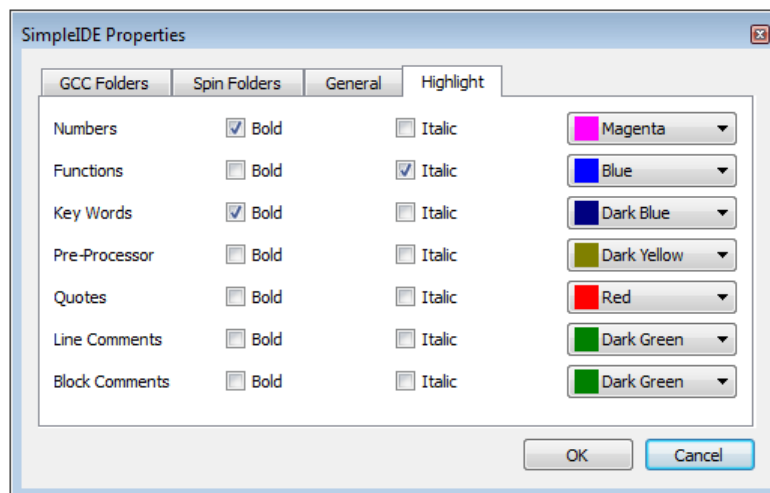 SimpleIDE Properties
GCC Folders Spin Folders General Highlight
Numbers Bold Italic Magenta
Functions Bold Italic Blue
Key Words Bold Italic Dark Blue
Pre-Processor Bold Italic Dark Yellow
Quotes Bold Italic Red
Line Comments Bold Italic Dark Green
Block Comments Bold Italic Dark Green
OK Cancel